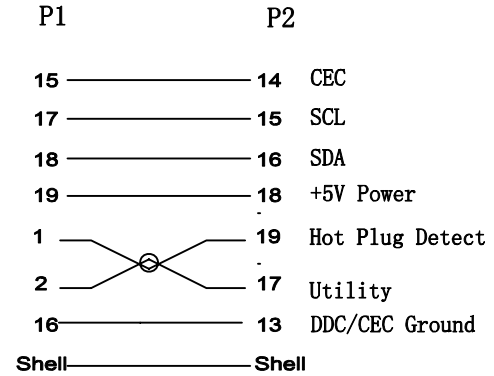 P1 P2
15 14 CEC
17 15 SCL
18 16 SDA
19 18 +5V Power
1 19 Hot Plug Detect
2 17 Utility
16 13 DDC/CEC Ground
Shell Shell